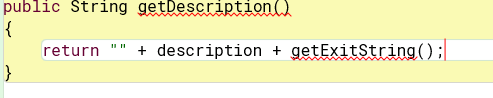 public String getDescription()
{
    return "" + description + getExitString();
}